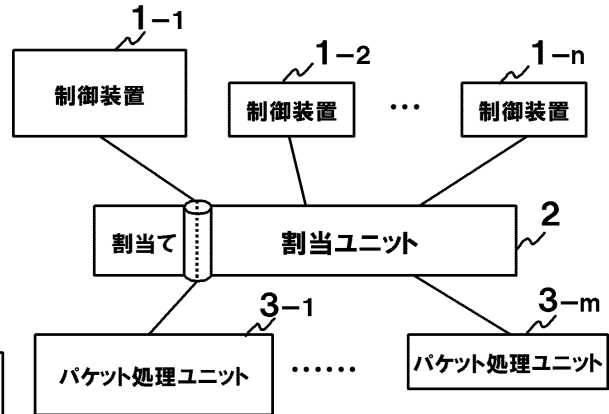 1-1
1-2
1-n
制御装置
制御装置
...
制御装置
割当て
割当ユニット
2
3-1
3-m
パケット処理ユニット
......
パケット処理ユニット